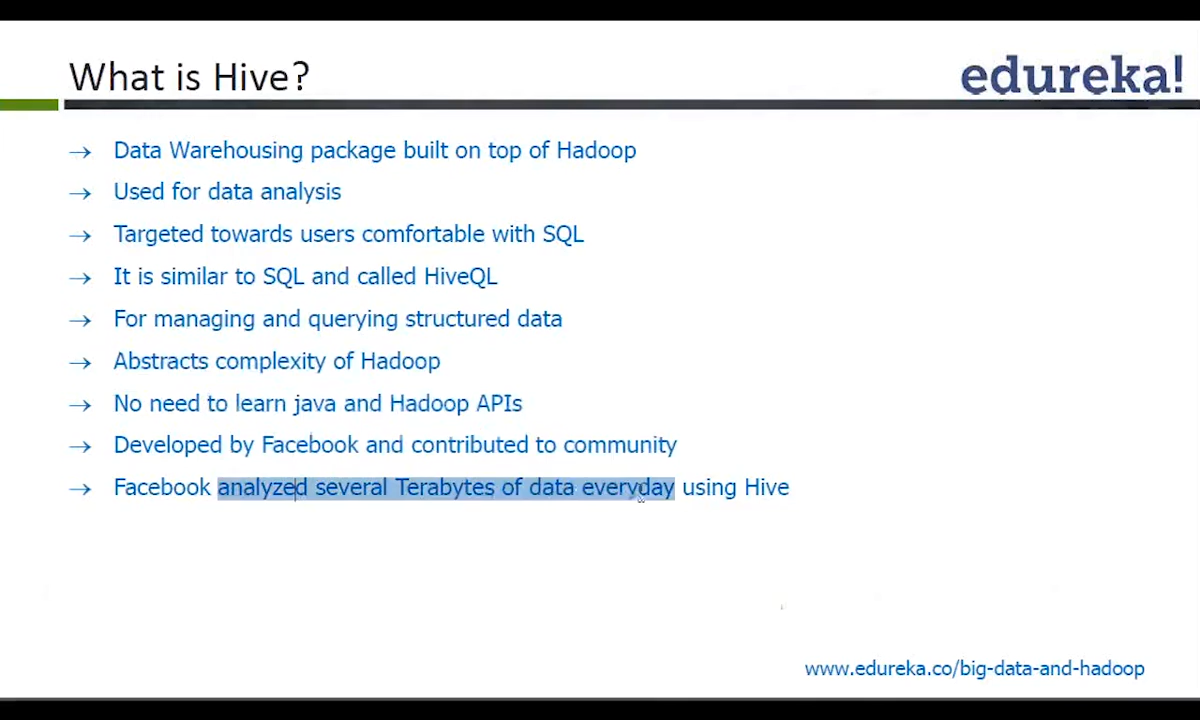 What is Hive?
edureka!
→ Data Warehousing package built on top of Hadoop
→ Used for data analysis
→ Targeted towards users comfortable with SQL
→ It is similar to SQL and called HiveQL
→ For managing and querying structured data
→ Abstracts complexity of Hadoop
→ No need to learn java and Hadoop APIs
→ Developed by Facebook and contributed to community
→ Facebook analyzed several Terabytes of data everyday using Hive
www.edureka.co/big-data-and-hadoop